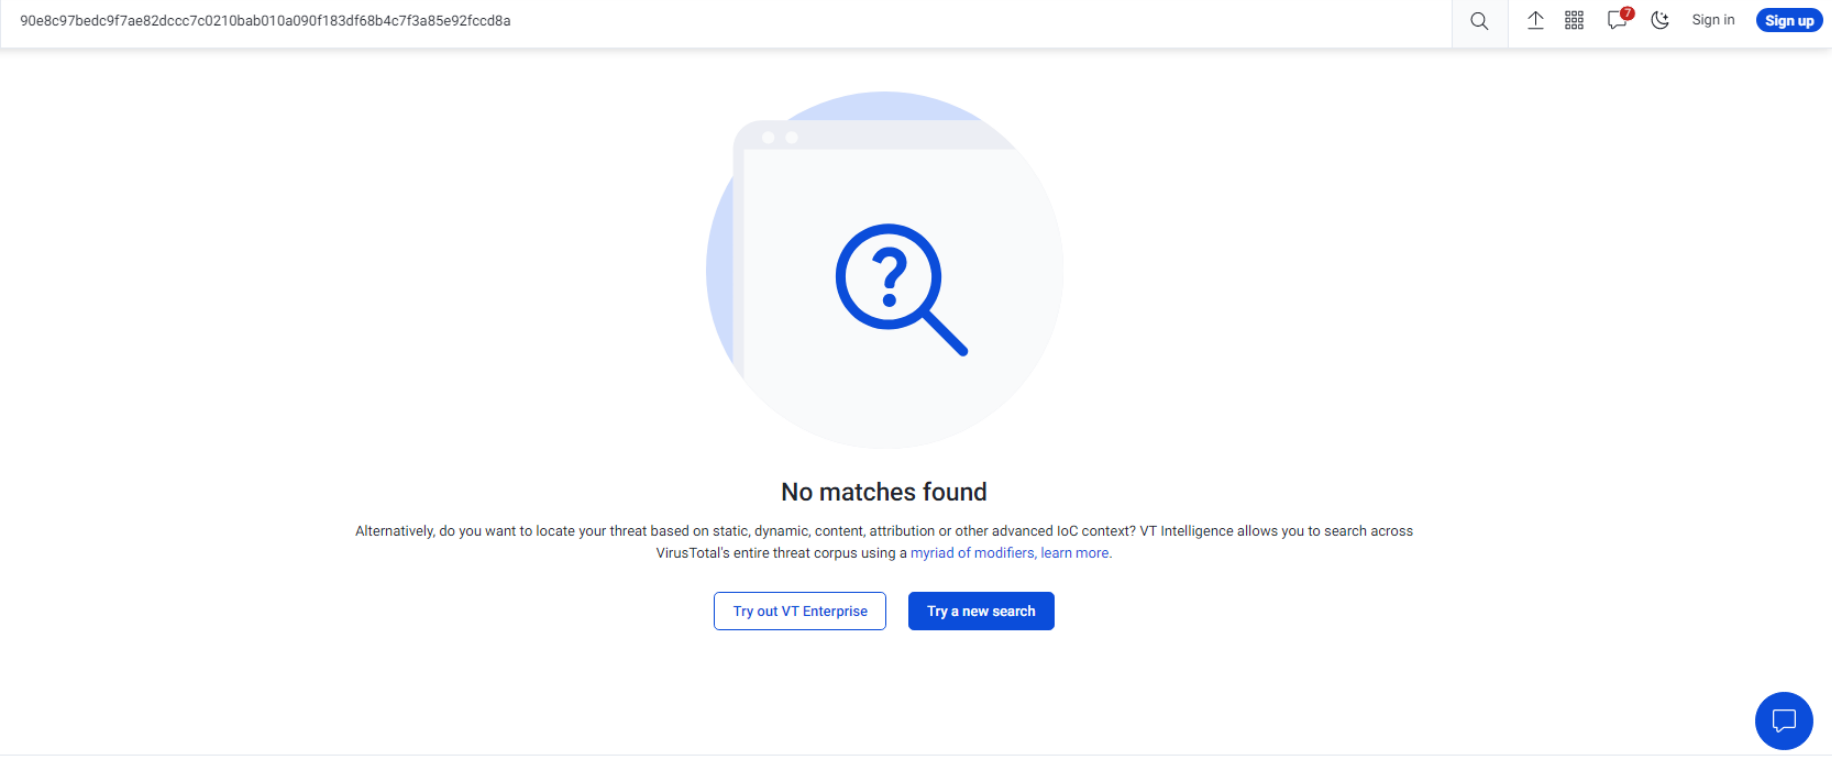 90e8c97bedc9f7ae82dccc7c0210bab010a090f183df68b4c7f3a85e92fccd8a
7
Sign in
Sign up
?
No matches found
Alternatively, do you want to locate your threat based on static, dynamic, content, attribution or other advanced IoC context? VT Intelligence allows you to search across
VirusTotal's entire threat corpus using a myriad of modifiers, learn more.
Try out VT Enterprise
Try a new search